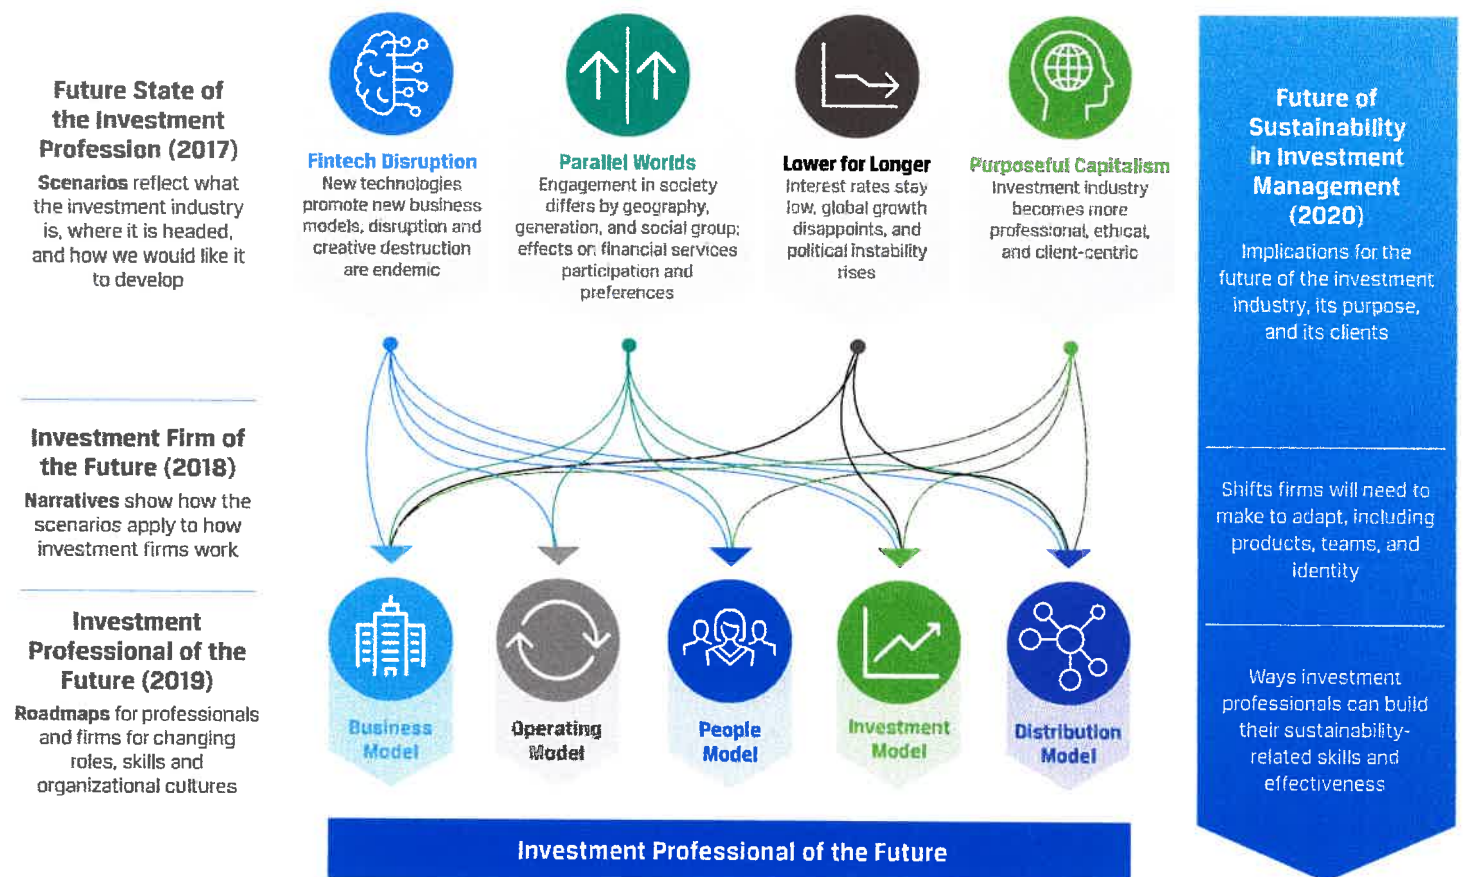 Future State of
the Investment
Profession (2017)
Scenarios reflect what
the investment industry
is, where it is headed,
and how we would like it
to develop
Fintech Disruption
New technologies
promote new business
models, disruption and
creative destruction
are endemic
Parallel Worlds
Engagement in society
differs by geography,
generation, and social group;
effects on financial services
participation and
preferences
Lower for Longer
Interest rates stay
low, global growth
disappoints, and
political instability
rises
Purposeful Capitalism
Investment industry
becomes more
professional, ethical,
and client-centric
Future of
Sustainability
in Investment
Management
(2020)
Implications for the
future of the investment
industry, its purpose,
and its clients
Investment Firm of
the Future (2018)
Narratives show how the
scenarios apply to how
investment firms work
Shifts firms will need to
make to adapt, including
products, teams, and
identity
Investment
Professional of the
Future (2019)
Roadmaps for professionals
and firms for changing
roles, skills and
organizational cultures
Business
Model
Operating
Model
People
Model
Investment
Model
Distribution
Model
Ways investment
professionals can build
their sustainability-
related skills and
effectiveness
Investment Professional of the Future